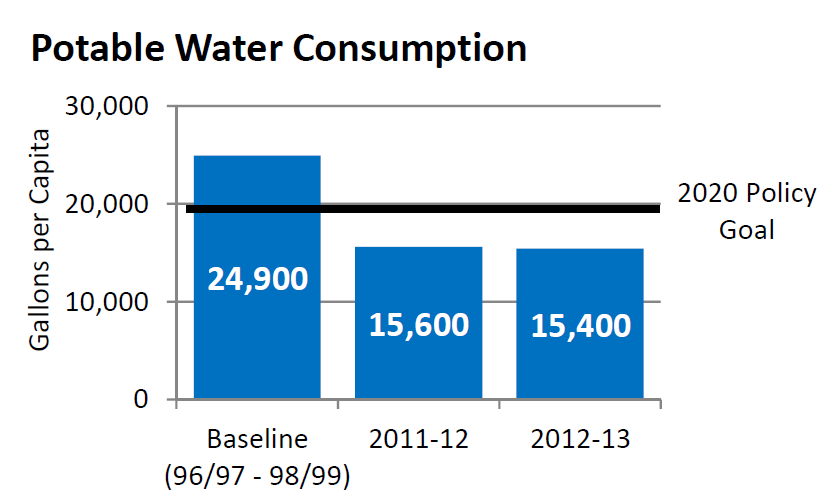 Potable Water Consumption
30,000
20,000
10,000
0
Gallons per Capita
24,900
15,600
15,400
2020 Policy
Goal
Baseline
(96/97 - 98/99)
2011-12
2012-13